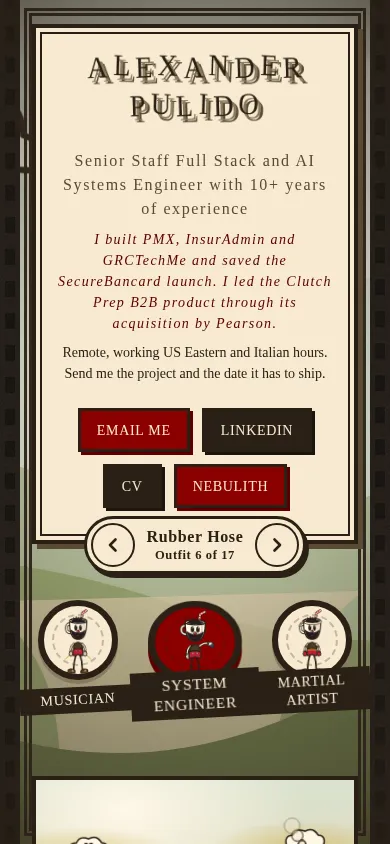 ALEXANDER
PULIDO
Senior Staff Full Stack and AI
Systems Engineer with 10+ years
of experience
I built PMX, InsurAdmin and
GRCTechMe and saved the
SecureBancard launch. I led the Clutch
Prep B2B product through its
acquisition by Pearson.
Remote, working US Eastern and Italian hours.
Send me the project and the date it has to ship.
EMAIL ME
LINKEDIN
CV
NEBULITH
Rubber Hose
Outfit 6 of 17
MUSICIAN
SYSTEM
ENGINEER
MARTIAL
ARTIST